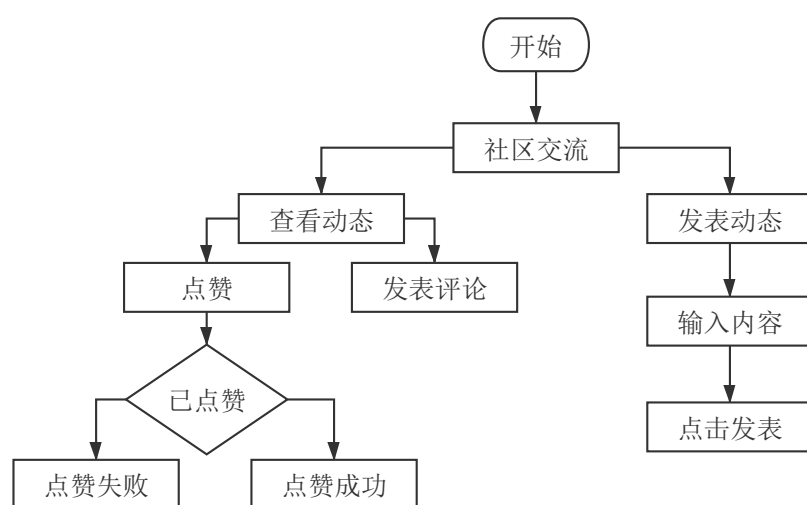 开始
社区交流
查看动态
发表动态
点赞
发表评论
输入内容
已点赞
点击发表
点赞失败
点赞成功